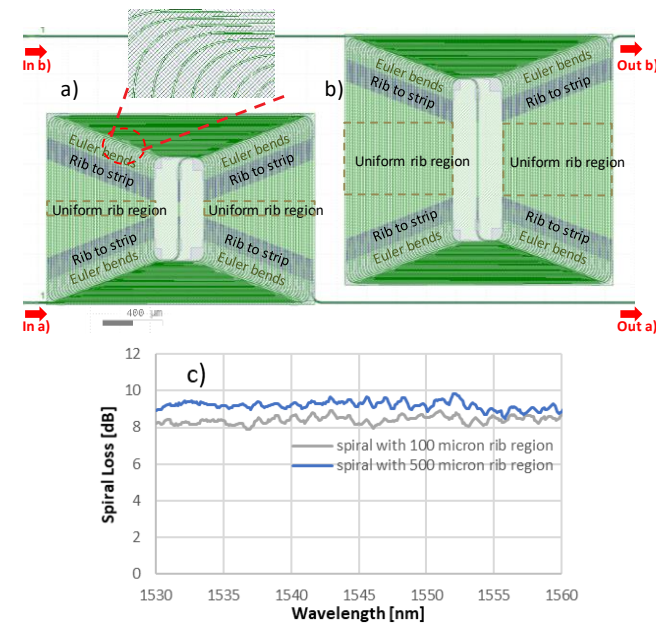 In b)
Out b)
a)
b)
Euler bends
Euler bends
Rib to strip
Rib to strip
Uniform rib region
Uniform rib region
Rib to strip
Rib to strip
Euler bends
Euler bends
Euler bends
Euler bends
Rib to strip
Rib to strip
Uniform rib region
Uniform rib region
Rib to strip
Rib to strip
Euler bends
Euler bends
400 μm
In a)
Out a)
c)
Spiral Loss [dB]
12
10
8
6
4
2
0
spiral with 100 micron rib region
spiral with 500 micron rib region
1530 1535 1540 1545 1550 1555 1560
Wavelength [nm]